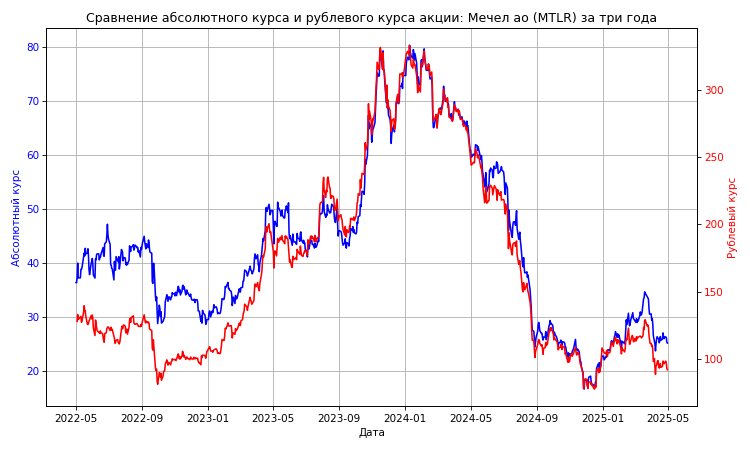 Сравнение абсолютного курса и рублевого курса акции: Мечел ао (MTLR) за три года
Абсолютный курс
80
70
60
50
40
30
20
300
250
200
150
100
Рублевый курс
2022-05 2022-09 2023-01 2023-05 2023-09 2024-01 2024-05 2024-09 2025-01 2025-05
Дата